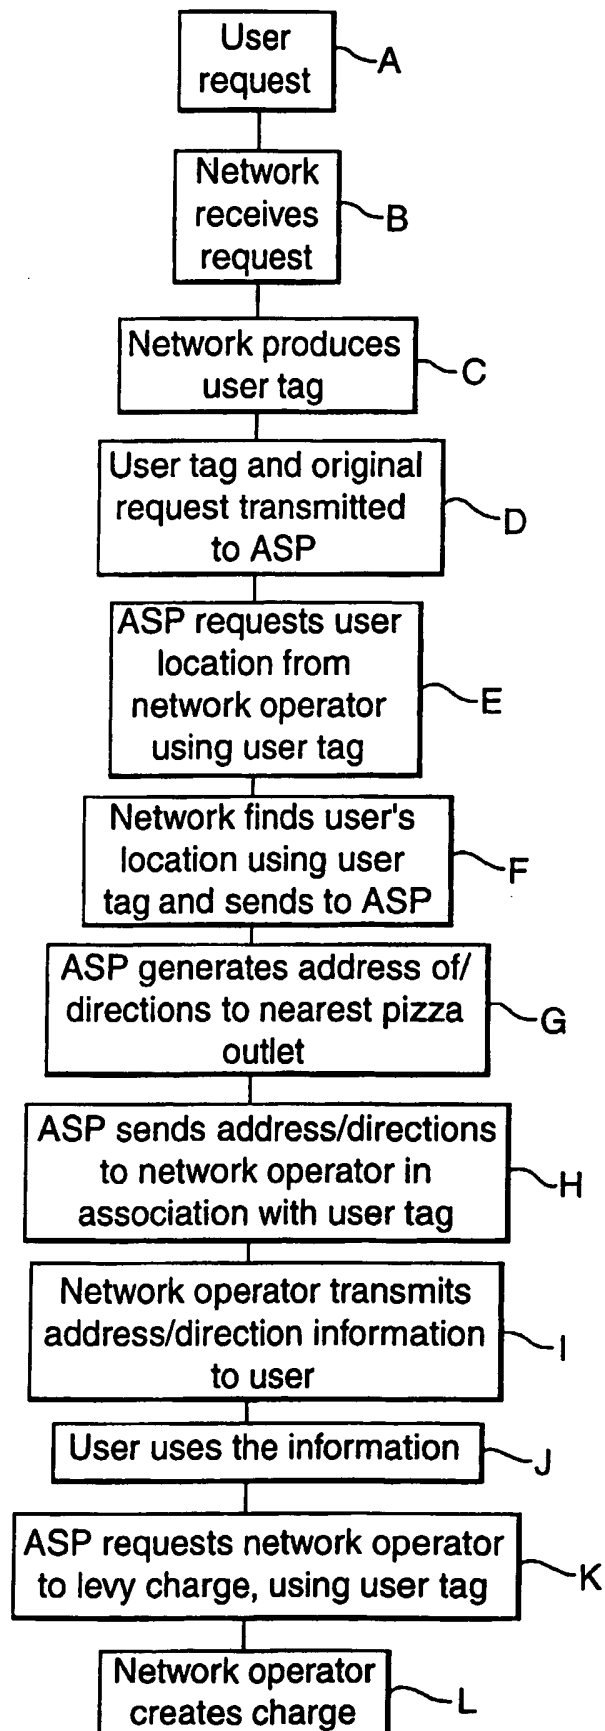 User
request
A
Network
receives
request
B
Network produces
user tag
C
User tag and original
request transmitted
to ASP
D
ASP requests user
location from
network operator
using user tag
E
Network finds user's
location using user
tag and sends to ASP
F
ASP generates address of/
directions to nearest pizza
outlet
G
ASP sends address/directions
to network operator in
association with user tag
H
Network operator transmits
address/direction information
to user
I
User uses the information
J
ASP requests network operator
to levy charge, using user tag
K
Network operator
creates charge
L